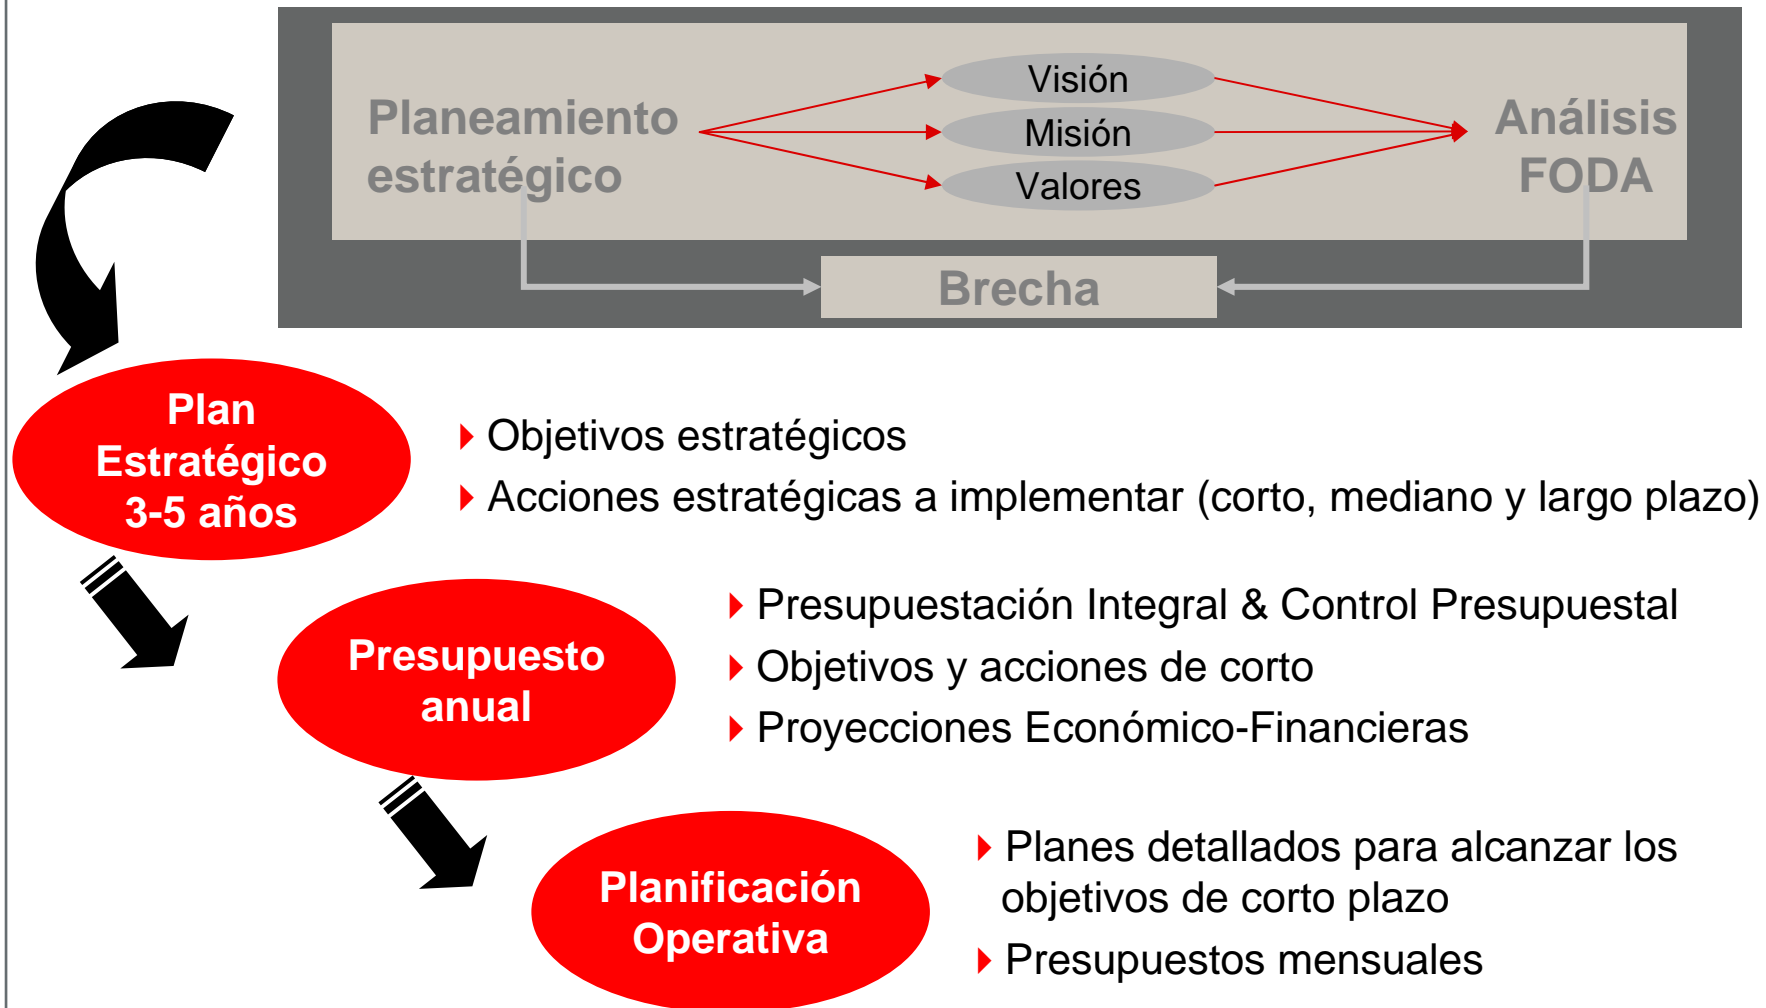 Visión
Misión
Valores
Planeamiento
estratégico
Análisis
FODA
Brecha
Plan
Estratégico
3-5 años
Objetivos estratégicos
Acciones estratégicas a implementar (corto, mediano y largo plazo)
Presupuesto
anual
Presupuestación Integral & Control Presupuestal
Objetivos y acciones de corto
Proyecciones Económico-Financieras
Planificación
Operativa
Planes detallados para alcanzar los
objetivos de corto plazo
Presupuestos mensuales